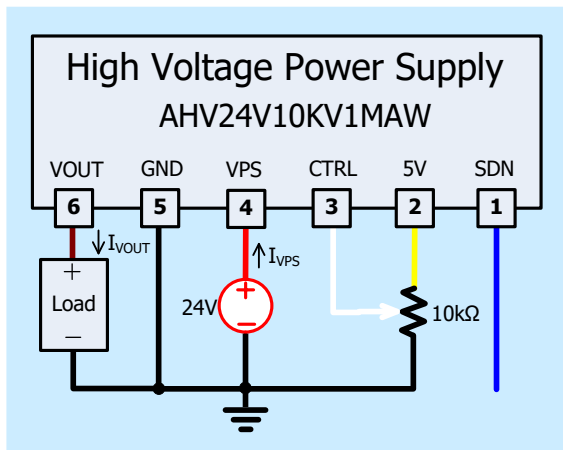 High Voltage Power Supply
AHV24V10KV1MAW
VOUT GND VPS CTRL 5V SDN
6 5 4 3 2 1
IVOUT IVPS
+ +
Load 24V 10kΩ
− −